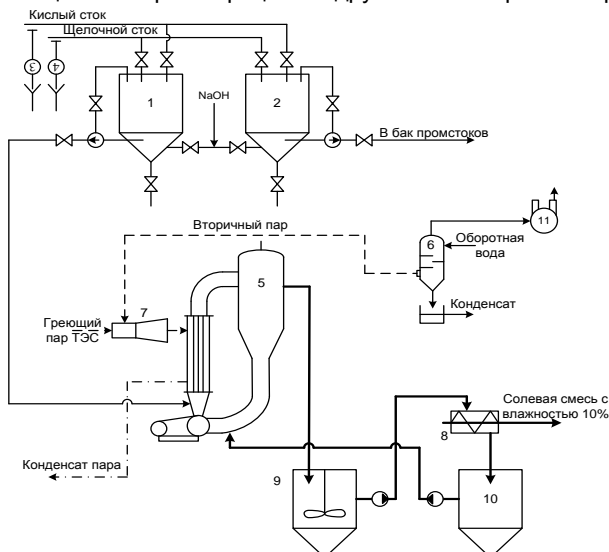 Кислый сток
Щелочной сток
3
4
1
2
NaOH
В бак промстоков
Вторичный пар
11
6
Оборотная
вода
5
7
Греющий
пар ТЭС
Конденсат
Солевая смесь с
влажностью 10%
8
Конденсат пара
9
10